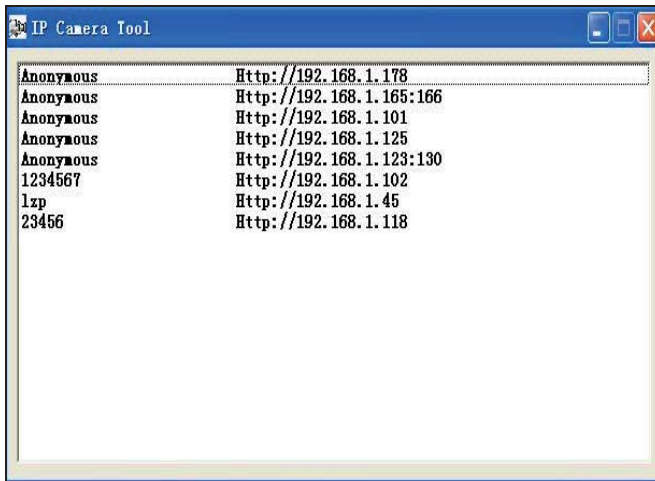 IP Camera Tool
Anonymous Http://192.168.1.178
Anonymous Http://192.168.1.165:166
Anonymous Http://192.168.1.101
Anonymous Http://192.168.1.125
Anonymous Http://192.168.1.123:130
1234567 Http://192.168.1.102
lzp Http://192.168.1.45
23456 Http://192.168.1.118